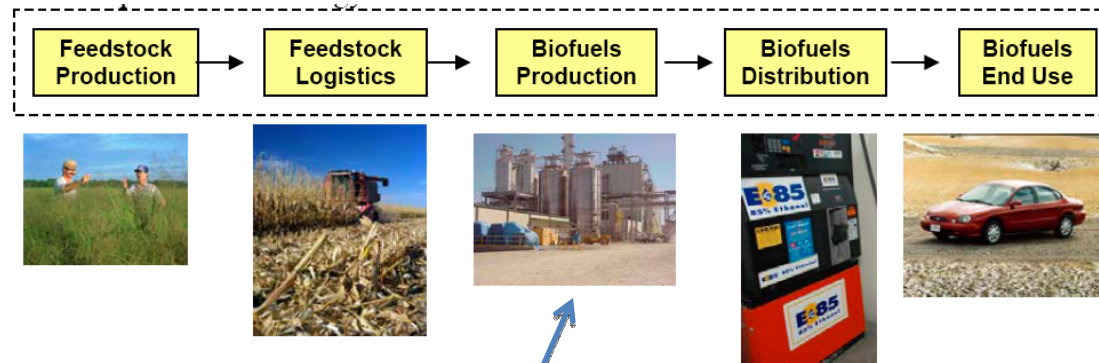 Feedstock
Production
Feedstock
Logistics
Biofuels
Production
Biofuels
Distribution
Biofuels
End Use
E85
85% Ethanol
E85
85% Ethanol